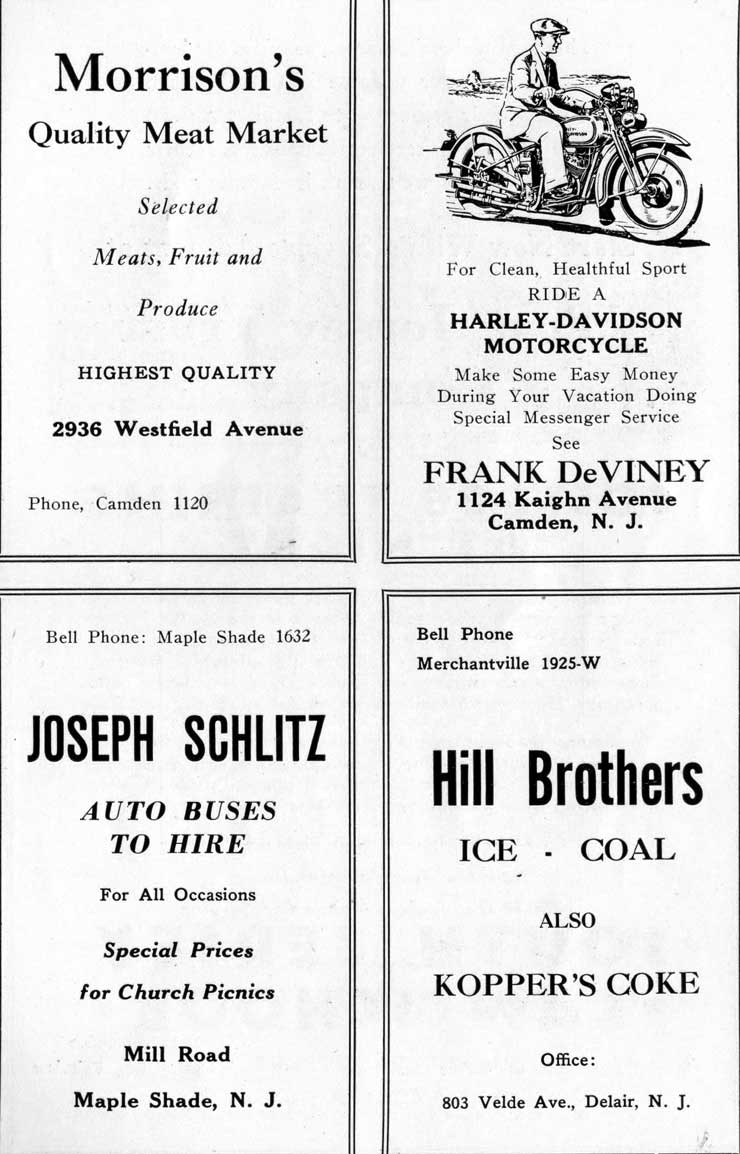 Morrison's
Quality Meat Market
Selected
Meats, Fruit and
Produce
HIGHEST QUALITY
2936 Westfield Avenue
Phone, Camden 1120
For Clean, Healthful Sport
RIDE A
HARLEY-DAVIDSON
MOTORCYCLE
Make Some Easy Money
During Your Vacation Doing
Special Messenger Service
See
FRANK DeVINEY
1124 Kaighn Avenue
Camden, N. J.
Bell Phone: Maple Shade 1632
JOSEPH SCHLITZ
AUTO BUSES
TO HIRE
For All Occasions
Special Prices
for Church Picnics
Mill Road
Maple Shade, N. J.
Bell Phone
Merchantville 1925-W
Hill Brothers
ICE - COAL
ALSO
KOPPER'S COKE
Office:
803 Velde Ave., Delair, N. J.